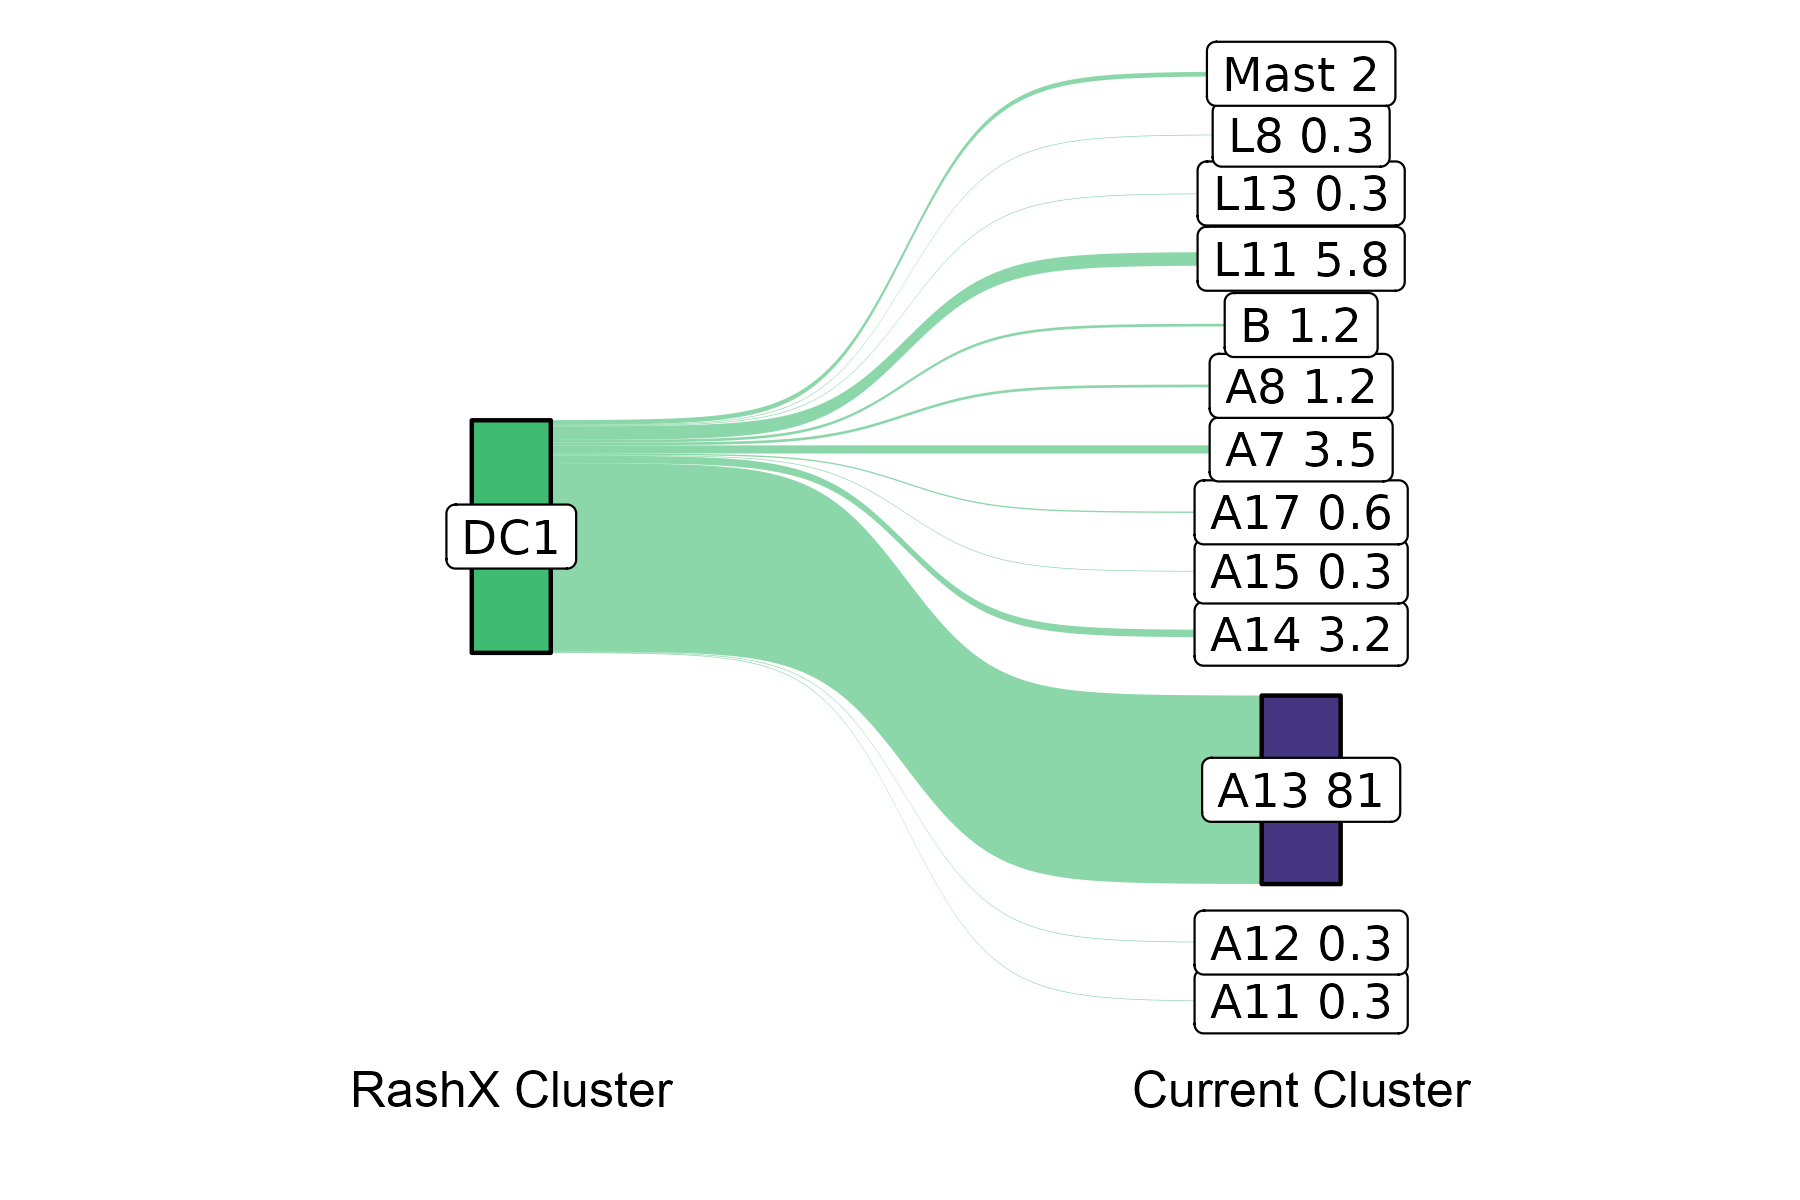 Mast 2
L8 0.3
L13 0.3
L11 5.8
B 1.2
A8 1.2
A7 3.5
A17 0.6
A15 0.3
A14 3.2
DC1
A13 81
A12 0.3
A11 0.3
RashX Cluster
Current Cluster